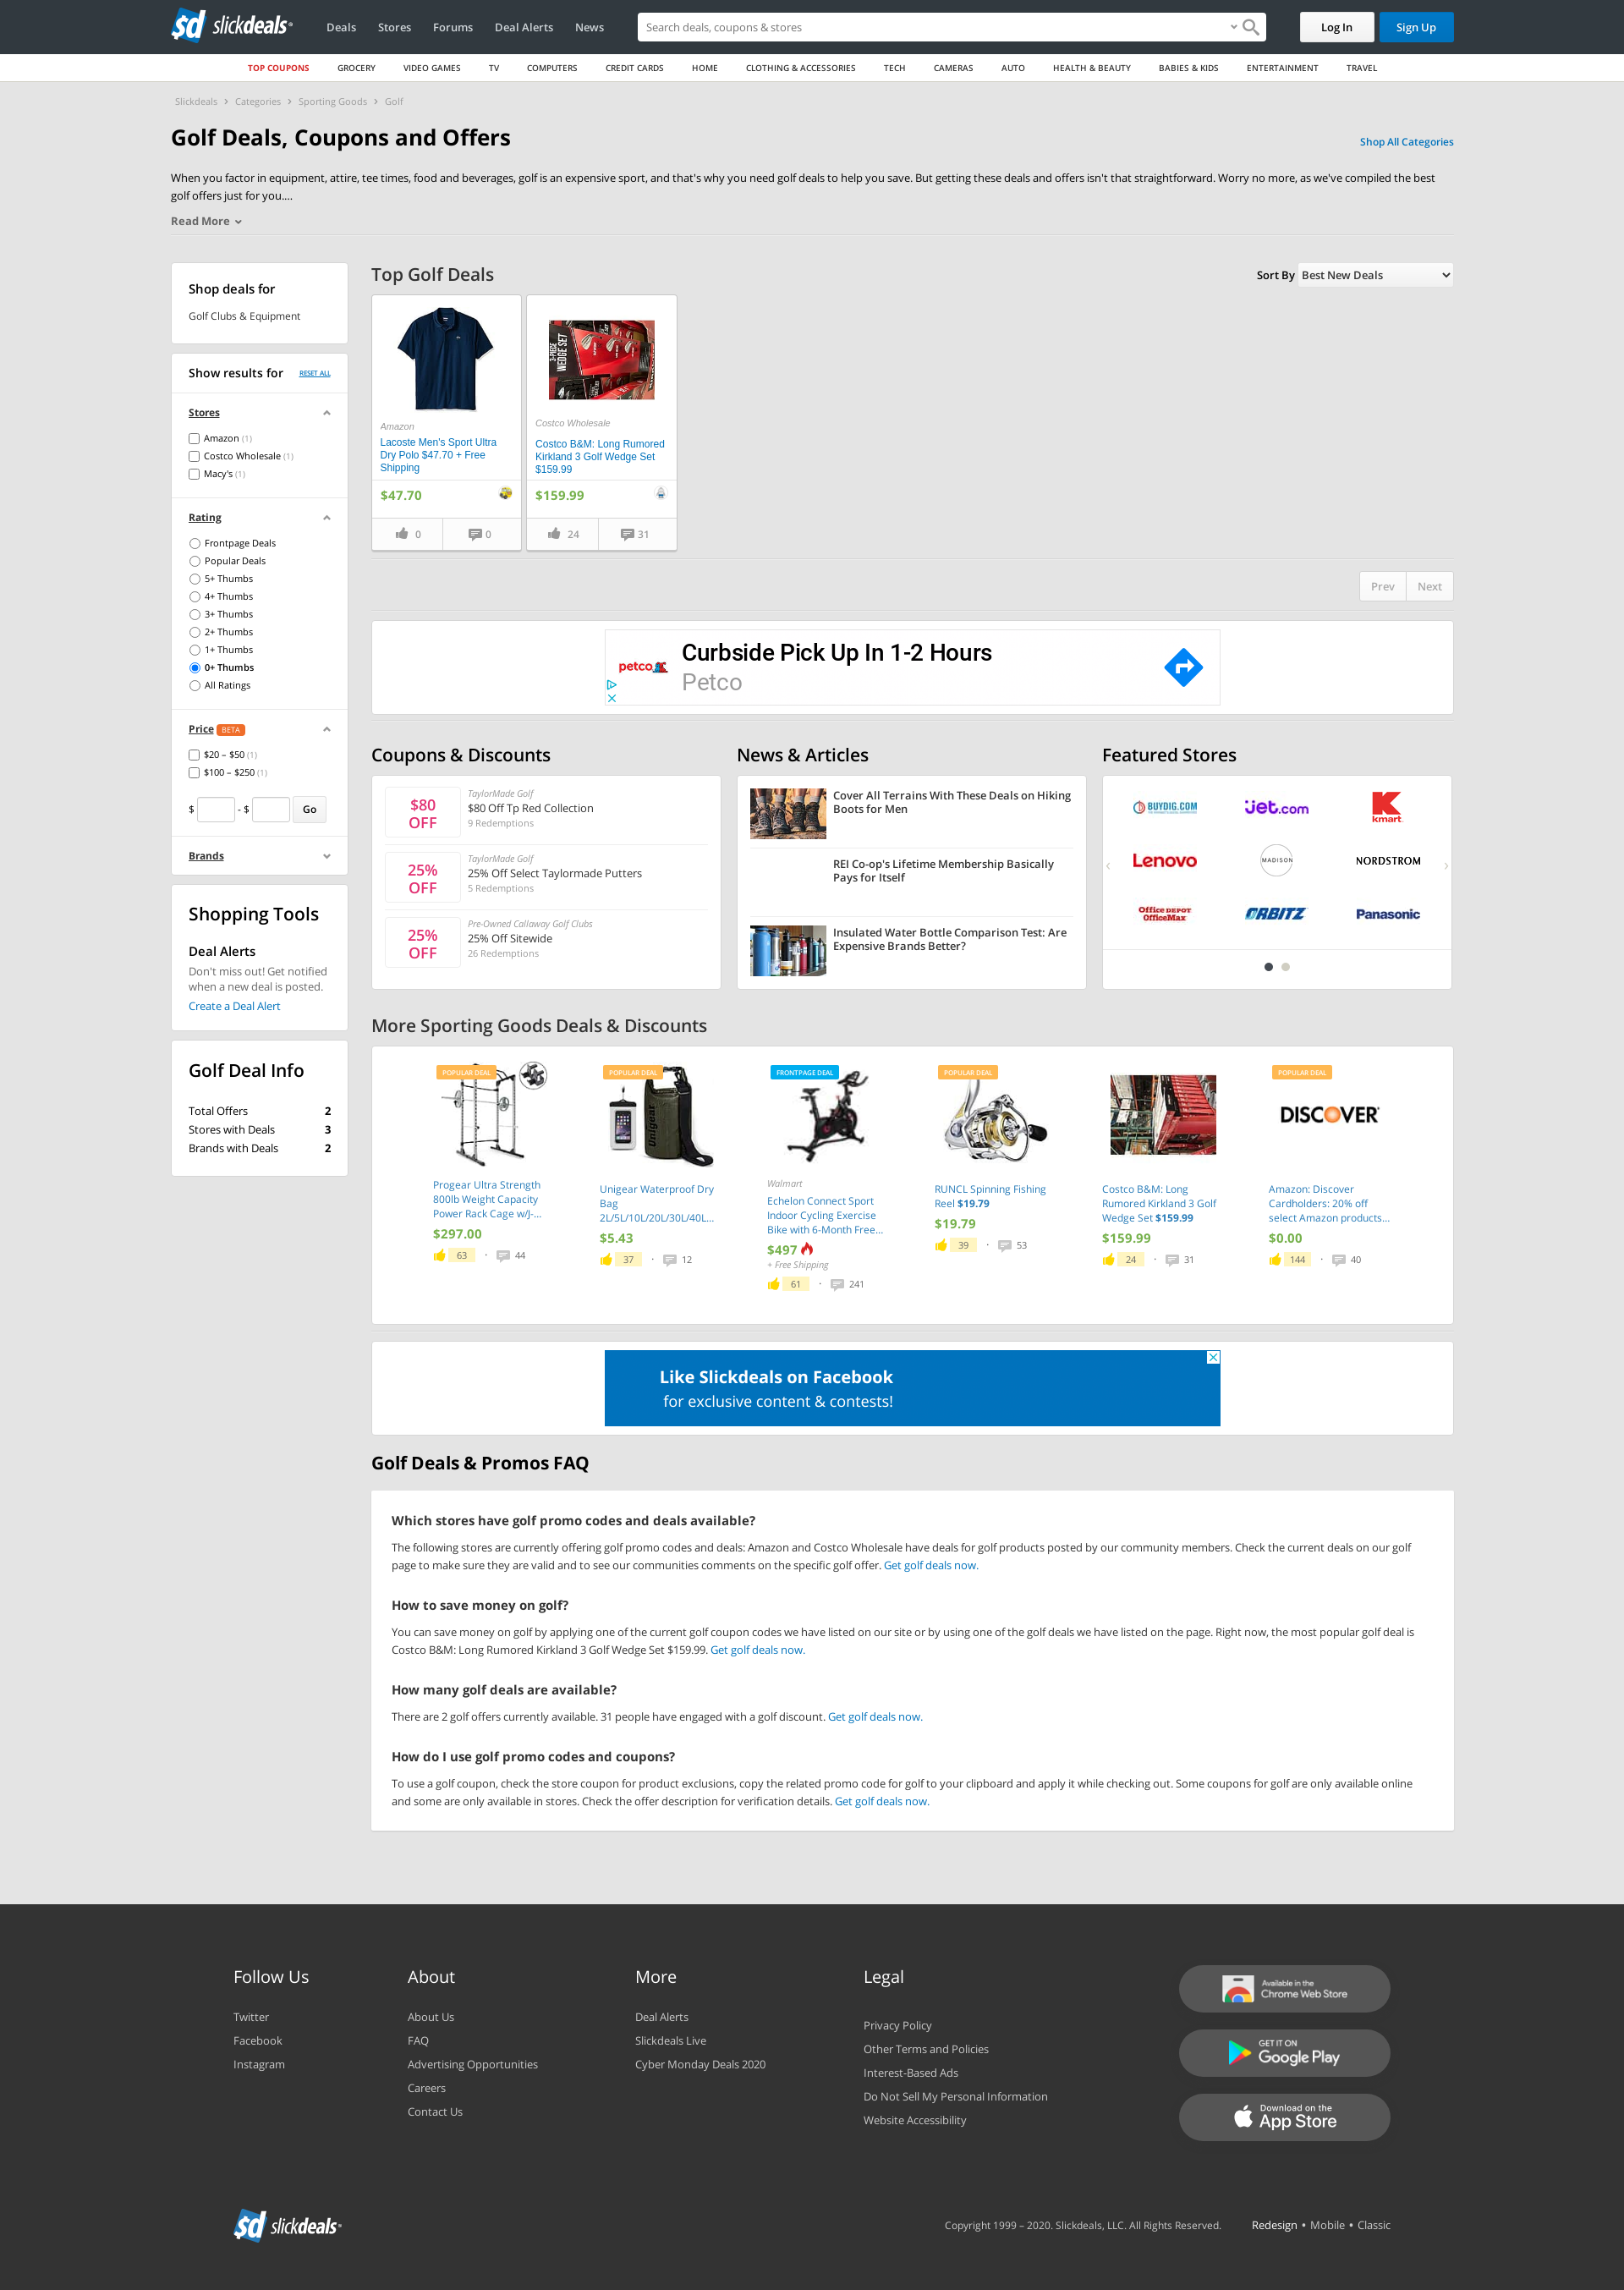 slickdeals
Deals
Stores
Forums
Deal Alerts
News
Search deals, coupons & stores
Log In
Sign Up
TOP COUPONS
GROCERY
VIDEO GAMES
TV
COMPUTERS
CREDIT CARDS
HOME
CLOTHING & ACCESSORIES
TECH
CAMERAS
AUTO
HEALTH & BEAUTY
BABIES & KIDS
ENTERTAINMENT
TRAVEL
Slickdeals › Categories › Sporting Goods › Golf
Golf Deals, Coupons and Offers
Shop All Categories
When you factor in equipment, attire, tee times, food and beverages, golf is an expensive sport, and that's why you need golf deals to help you save. But getting these deals and offers isn't that straightforward. Worry no more, as we've compiled the best
golf offers just for you....
Read More
Shop deals for
Golf Clubs & Equipment
Show results for
RESET ALL
Stores
Amazon (1)
Costco Wholesale (1)
Macy's (1)
Rating
Frontpage Deals
Popular Deals
5+ Thumbs
4+ Thumbs
3+ Thumbs
2+ Thumbs
1+ Thumbs
0+ Thumbs
All Ratings
Price BETA
$20 – $50 (1)
$100 – $250 (1)
$ - $ Go
Brands
Shopping Tools
Deal Alerts
Don't miss out! Get notified
when a new deal is posted.
Create a Deal Alert
Golf Deal Info
Total Offers 2
Stores with Deals 3
Brands with Deals 2
Top Golf Deals
Sort By Best New Deals
Amazon
Lacoste Men's Sport Ultra
Dry Polo $47.70 + Free
Shipping
$47.70
0
0
3-PIECE
WEDGE SET
Costco Wholesale
Costco B&M: Long Rumored
Kirkland 3 Golf Wedge Set
$159.99
$159.99
24
31
Prev
Next
petco
Curbside Pick Up In 1-2 Hours
Petco
Coupons & Discounts
$80
OFF
TaylorMade Golf
$80 Off Tp Red Collection
9 Redemptions
25%
OFF
TaylorMade Golf
25% Off Select Taylormade Putters
5 Redemptions
25%
OFF
Pre-Owned Callaway Golf Clubs
25% Off Sitewide
26 Redemptions
News & Articles
Cover All Terrains With These Deals on Hiking
Boots for Men
REI Co-op's Lifetime Membership Basically
Pays for Itself
Insulated Water Bottle Comparison Test: Are
Expensive Brands Better?
Featured Stores
BUYDIG.COM
jet.com
kmart
Lenovo
MADISON
NORDSTROM
Office DEPOT
OfficeMax
ORBITZ
Panasonic
More Sporting Goods Deals & Discounts
POPULAR DEAL
Progear Ultra Strength
800lb Weight Capacity
Power Rack Cage w/J-...
$297.00
63 · 44
POPULAR DEAL
Unigear
Unigear Waterproof Dry
Bag
2L/5L/10L/20L/30L/40L...
$5.43
37 · 12
FRONTPAGE DEAL
Walmart
Echelon Connect Sport
Indoor Cycling Exercise
Bike with 6-Month Free...
$497
+ Free Shipping
61 · 241
POPULAR DEAL
RUNCL Spinning Fishing
Reel $19.79
$19.79
39 · 53
Costco B&M: Long
Rumored Kirkland 3 Golf
Wedge Set $159.99
$159.99
24 · 31
POPULAR DEAL
DISCOVER
Amazon: Discover
Cardholders: 20% off
select Amazon products...
$0.00
144 · 40
Like Slickdeals on Facebook
for exclusive content & contests!
Golf Deals & Promos FAQ
Which stores have golf promo codes and deals available?
The following stores are currently offering golf promo codes and deals: Amazon and Costco Wholesale have deals for golf products posted by our community members. Check the current deals on our golf
page to make sure they are valid and to see our communities comments on the specific golf offer. Get golf deals now.
How to save money on golf?
You can save money on golf by applying one of the current golf coupon codes we have listed on our site or by using one of the golf deals we have listed on the page. Right now, the most popular golf deal is
Costco B&M: Long Rumored Kirkland 3 Golf Wedge Set $159.99. Get golf deals now.
How many golf deals are available?
There are 2 golf offers currently available. 31 people have engaged with a golf discount. Get golf deals now.
How do I use golf promo codes and coupons?
To use a golf coupon, check the store coupon for product exclusions, copy the related promo code for golf to your clipboard and apply it while checking out. Some coupons for golf are only available online
and some are only available in stores. Check the offer description for verification details. Get golf deals now.
Follow Us
Twitter
Facebook
Instagram
About
About Us
FAQ
Advertising Opportunities
Careers
Contact Us
More
Deal Alerts
Slickdeals Live
Cyber Monday Deals 2020
Legal
Privacy Policy
Other Terms and Policies
Interest-Based Ads
Do Not Sell My Personal Information
Website Accessibility
Available in the
Chrome Web Store
GET IT ON
Google Play
Download on the
App Store
slickdeals
Copyright 1999 – 2020. Slickdeals, LLC. All Rights Reserved.
Redesign • Mobile • Classic